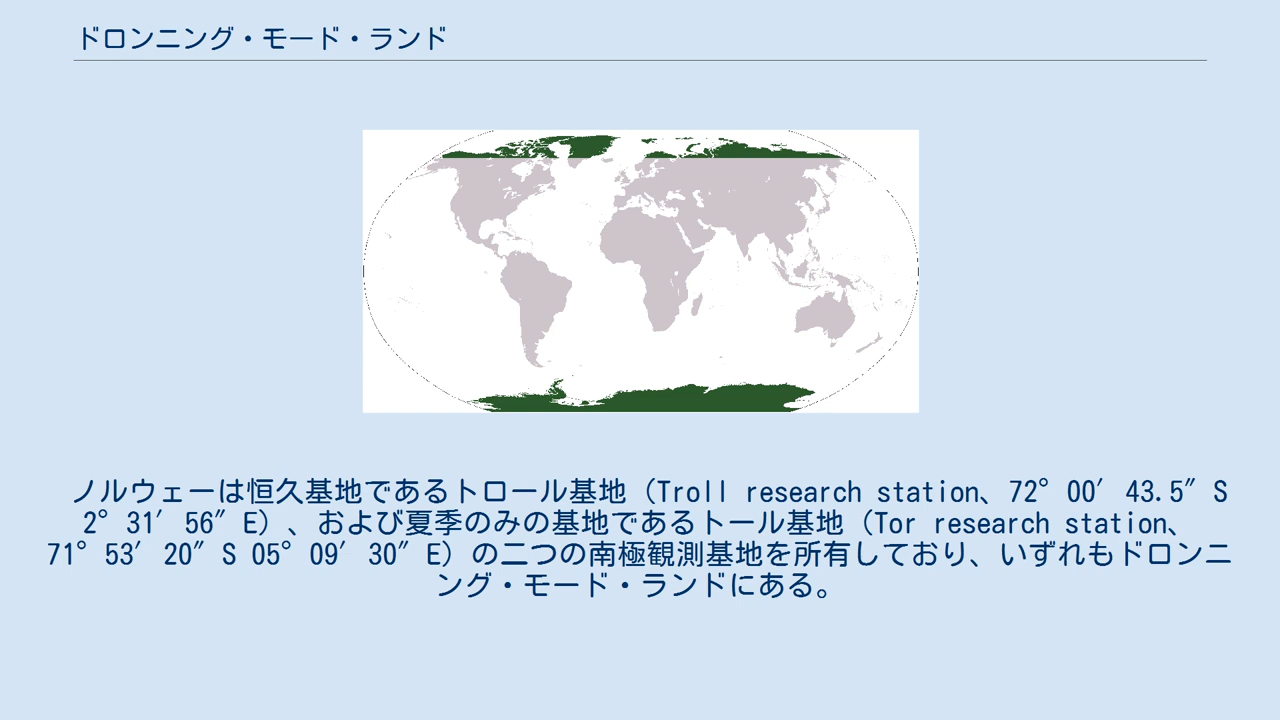 ドロンニング・モード・ランド
ノルウェーは恒久基地であるトロール基地（Troll research station、72° 00′ 43.5″ S
2° 31′ 56″ E）、および夏季のみの基地であるトール基地（Tor research station、
71° 53′ 20″ S 05° 09′ 30″ E）の二つの南極観測基地を所有しており、いずれもドロンニ
ング・モード・ランドにある。